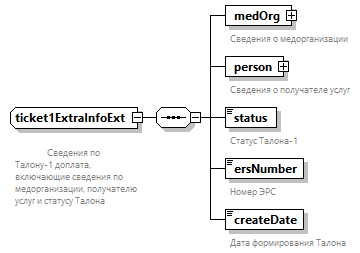 medOrg
Сведения о медорганизации
person
Сведения о получателе услуг
ticket1ExtraInfoExt
Сведения по
Талону-1 доплата,
включающие сведения по
медорганизации, получателю
услуг и статусу Талона
status
Статус Талона-1
ersNumber
Номер ЭРС
createDate
Дата формирования Талона